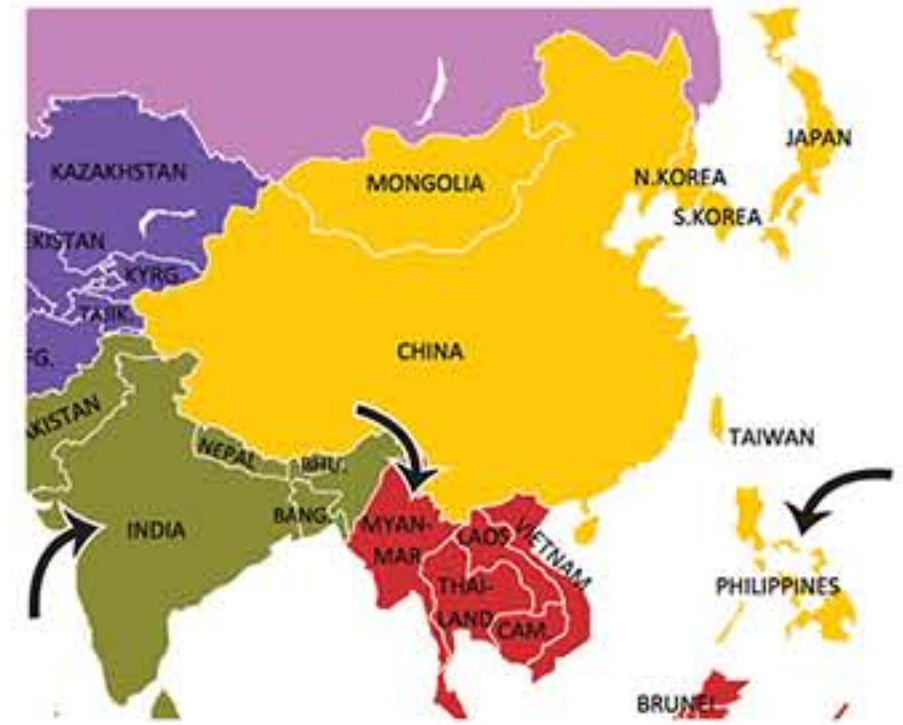 KAZAKHSTAN
EKISTAN
KYRG.
TAJIK.
FG.
AKISTAN
MONGOLIA
N.KOREA
S.KOREA
JAPAN
CHINA
TAIWAN
NEPAL
BHU.
BANG.
INDIA
MYAN-
MAR
LAOS
VIETNAM
THAI-
LAND
CAM.
PHILIPPINES
BRUNEI